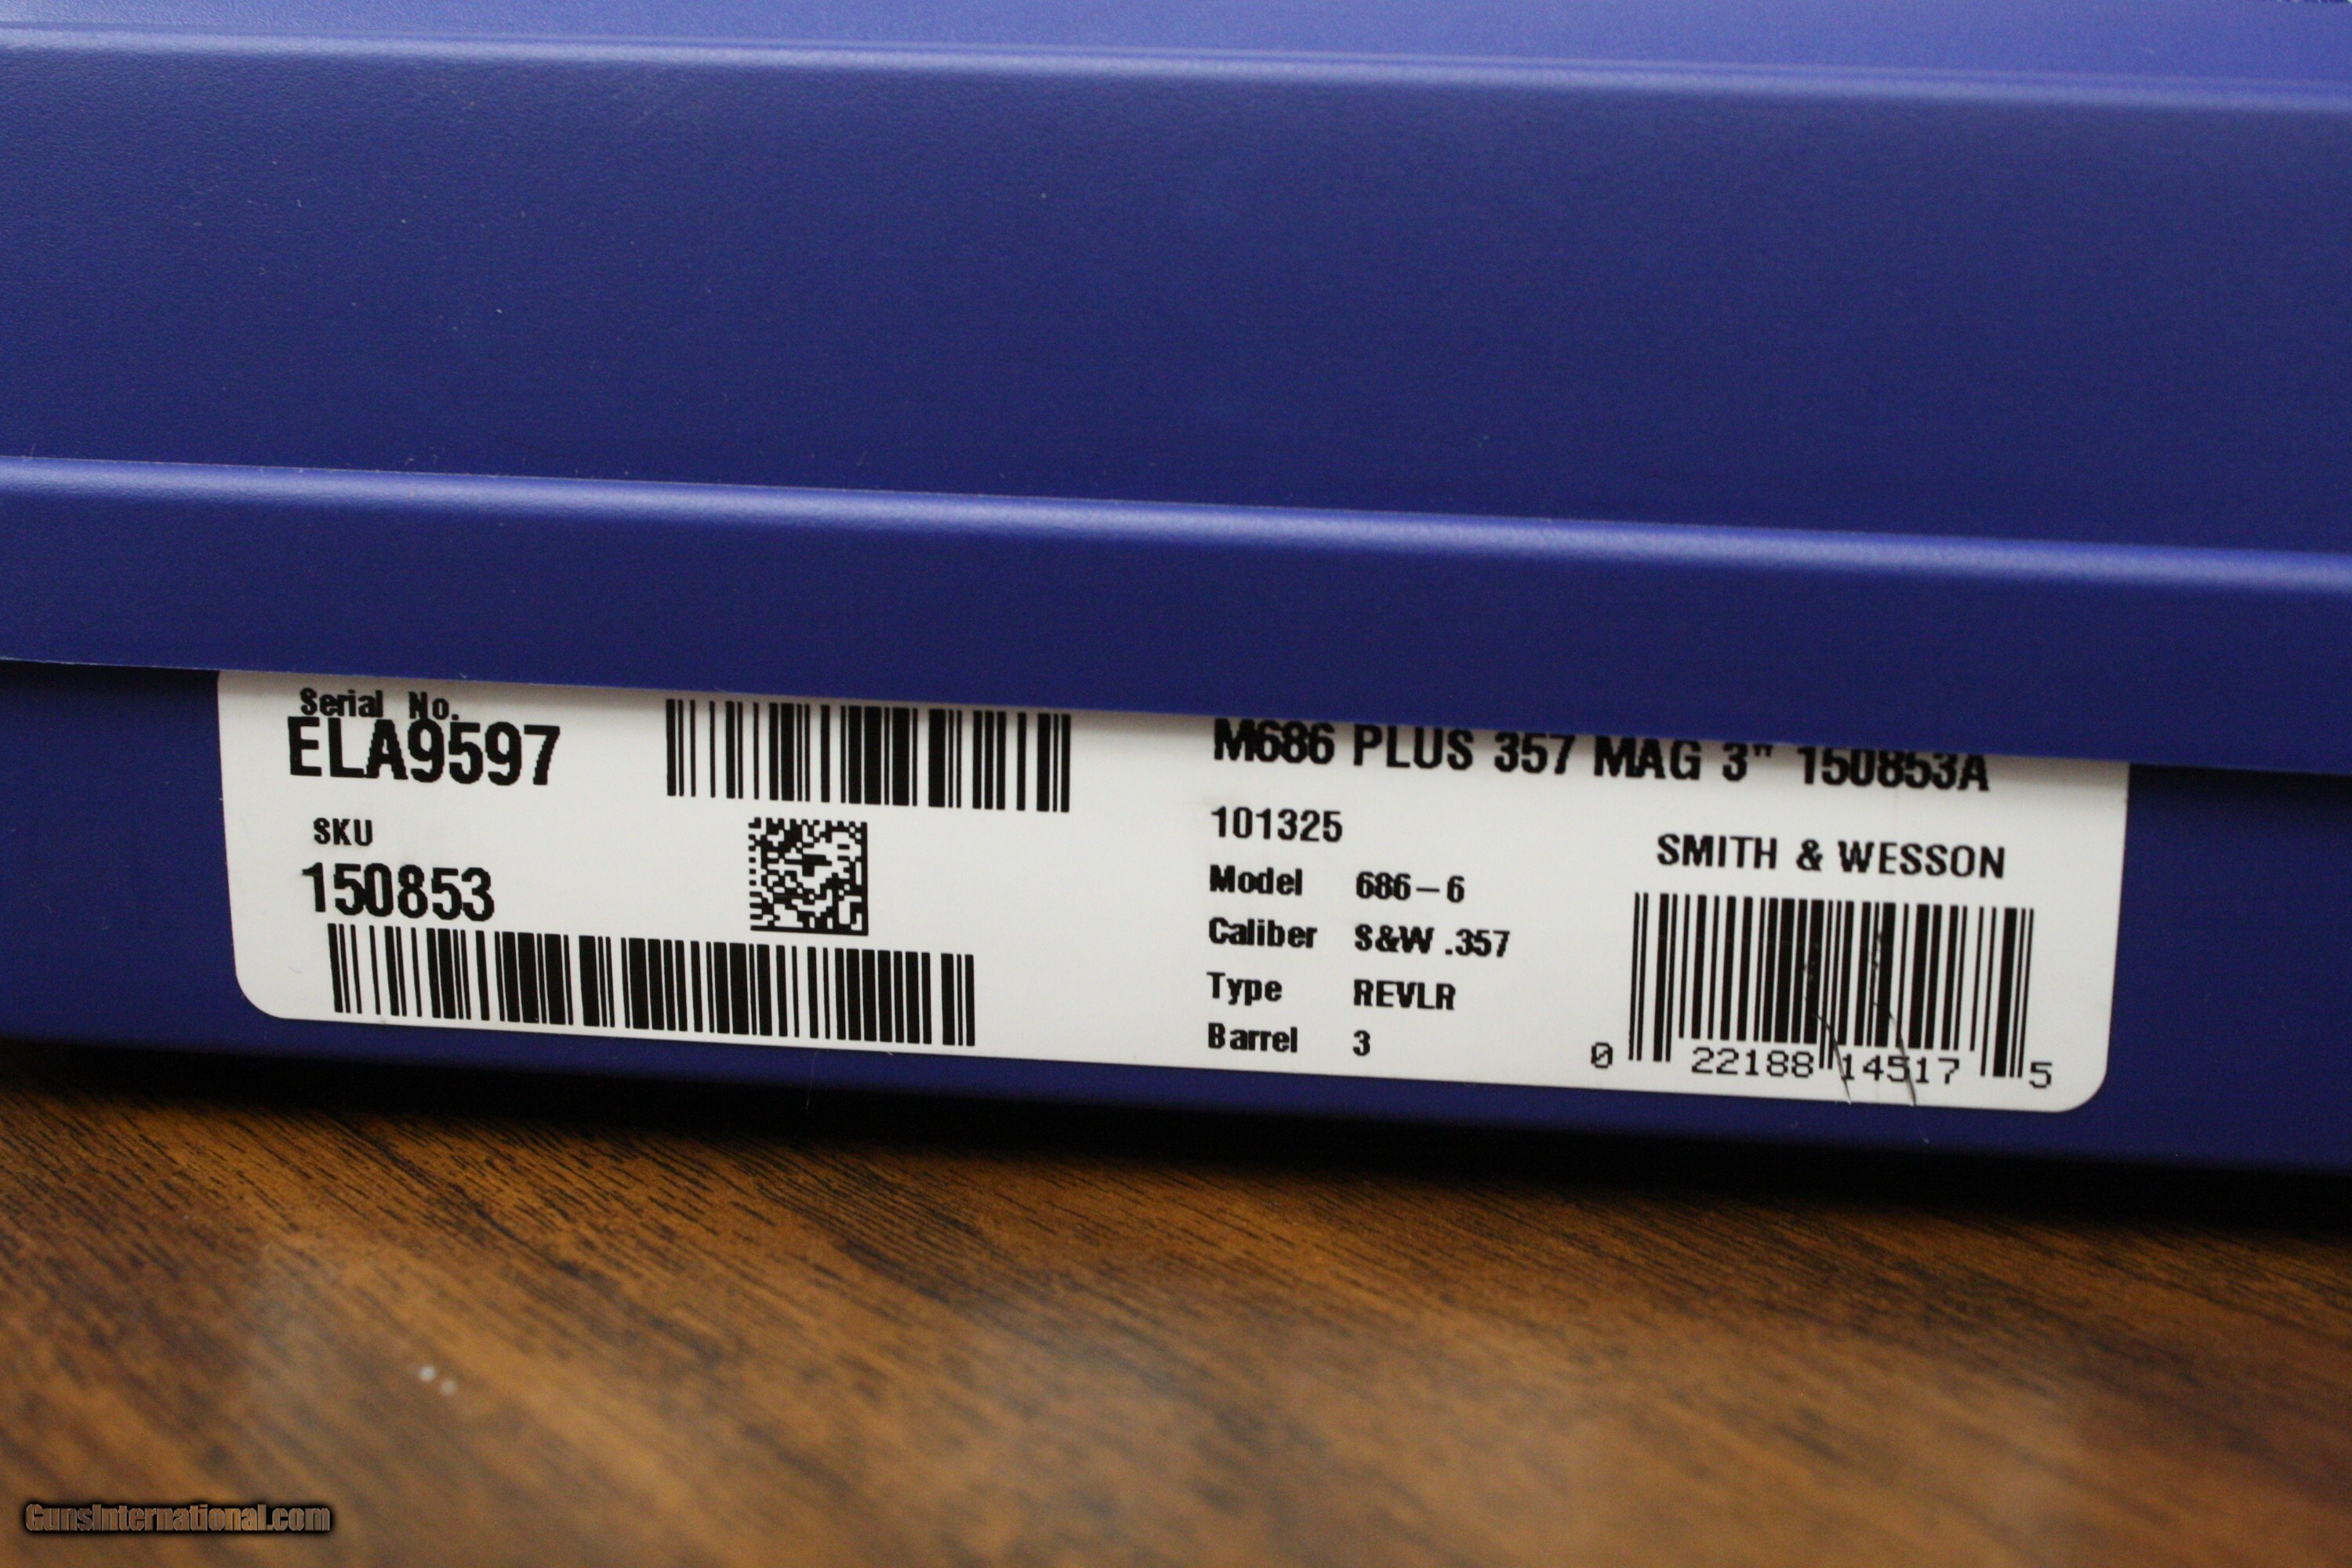 Serial No.
ELA9597
SKU
150853
M686 PLUS 357 MAG 3" 150853A
101325
Model 686-6
Caliber S&W .357
Type REVLR
Barrel 3
SMITH & WESSON
0 22188 14517 5
GunsInternational.com